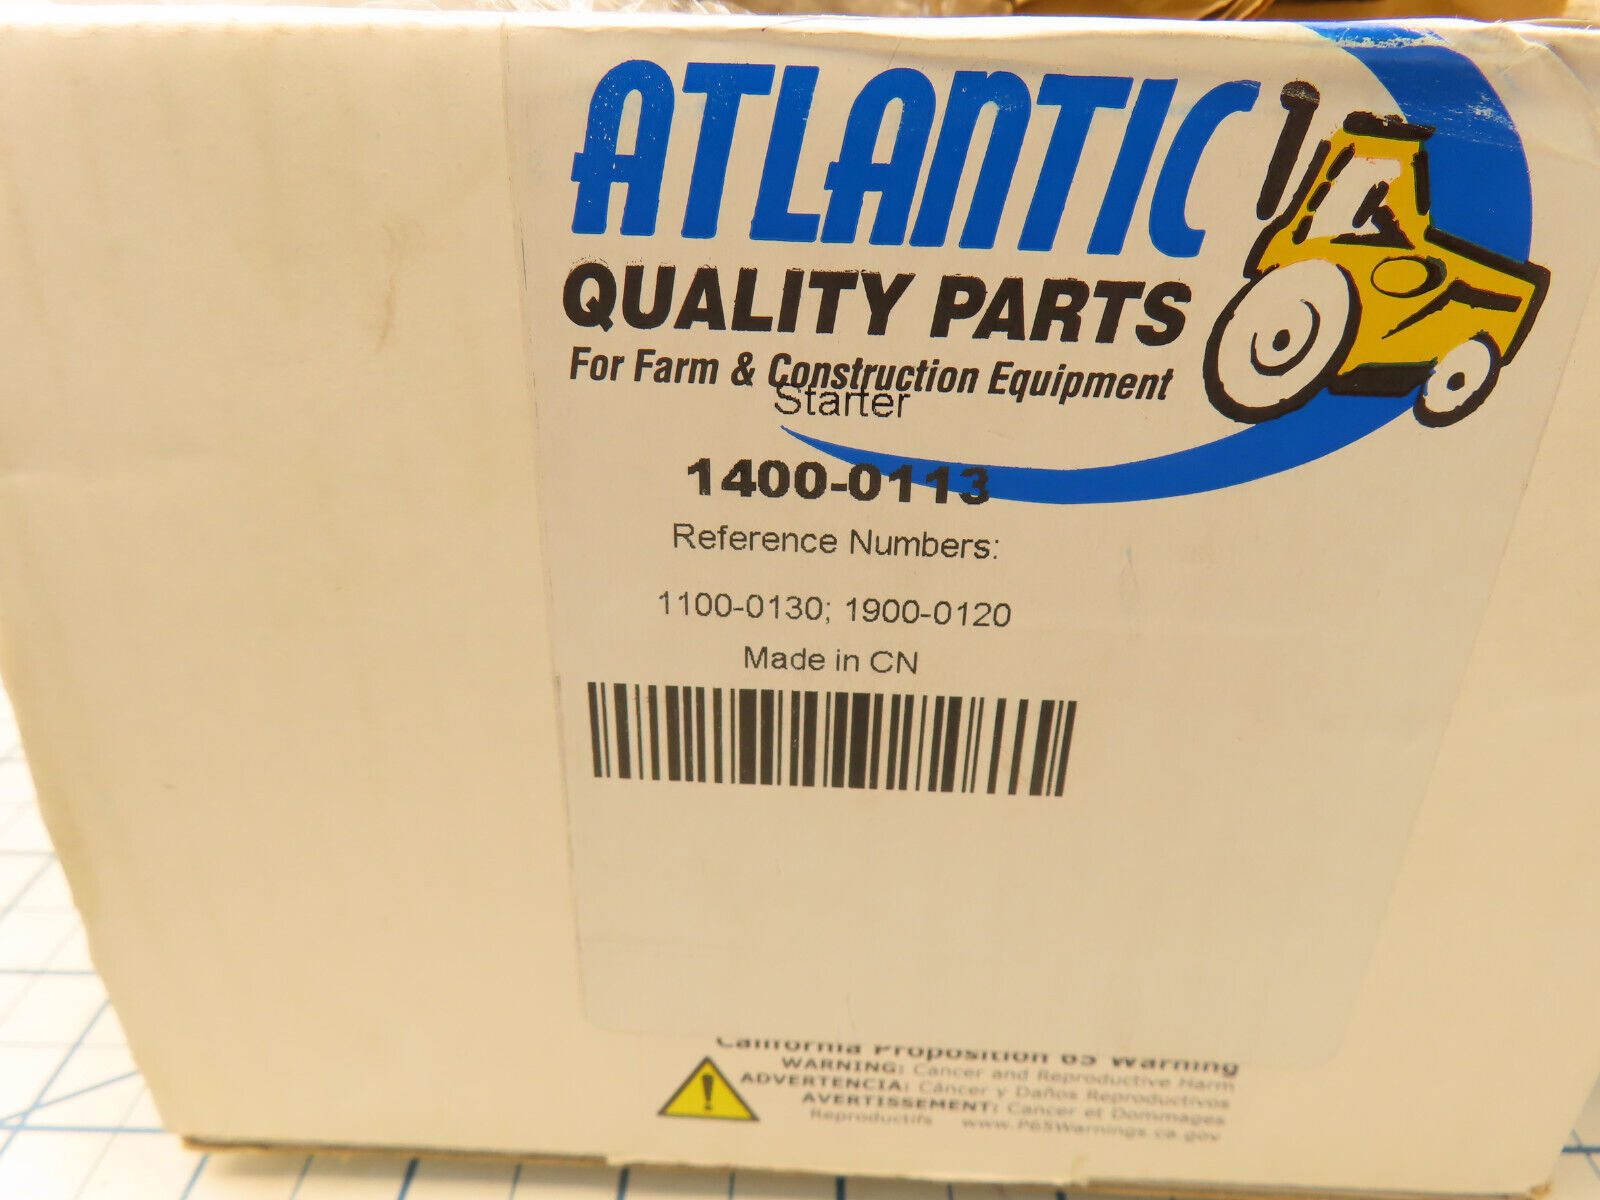 ATLANTIC
QUALITY PARTS
For Farm & Construction Equipment
Starter
1400-0113
Reference Numbers:
1100-0130; 1900-0120
Made in CN
California Proposition 65 Warning
WARNING: Cancer and Reproductive Harm
ADVERTENCIA: Cáncer y Daños Reproductivos
AVERTISSEMENT: Cancer et Dommages
Reproductifs www.P65Warnings.ca.gov